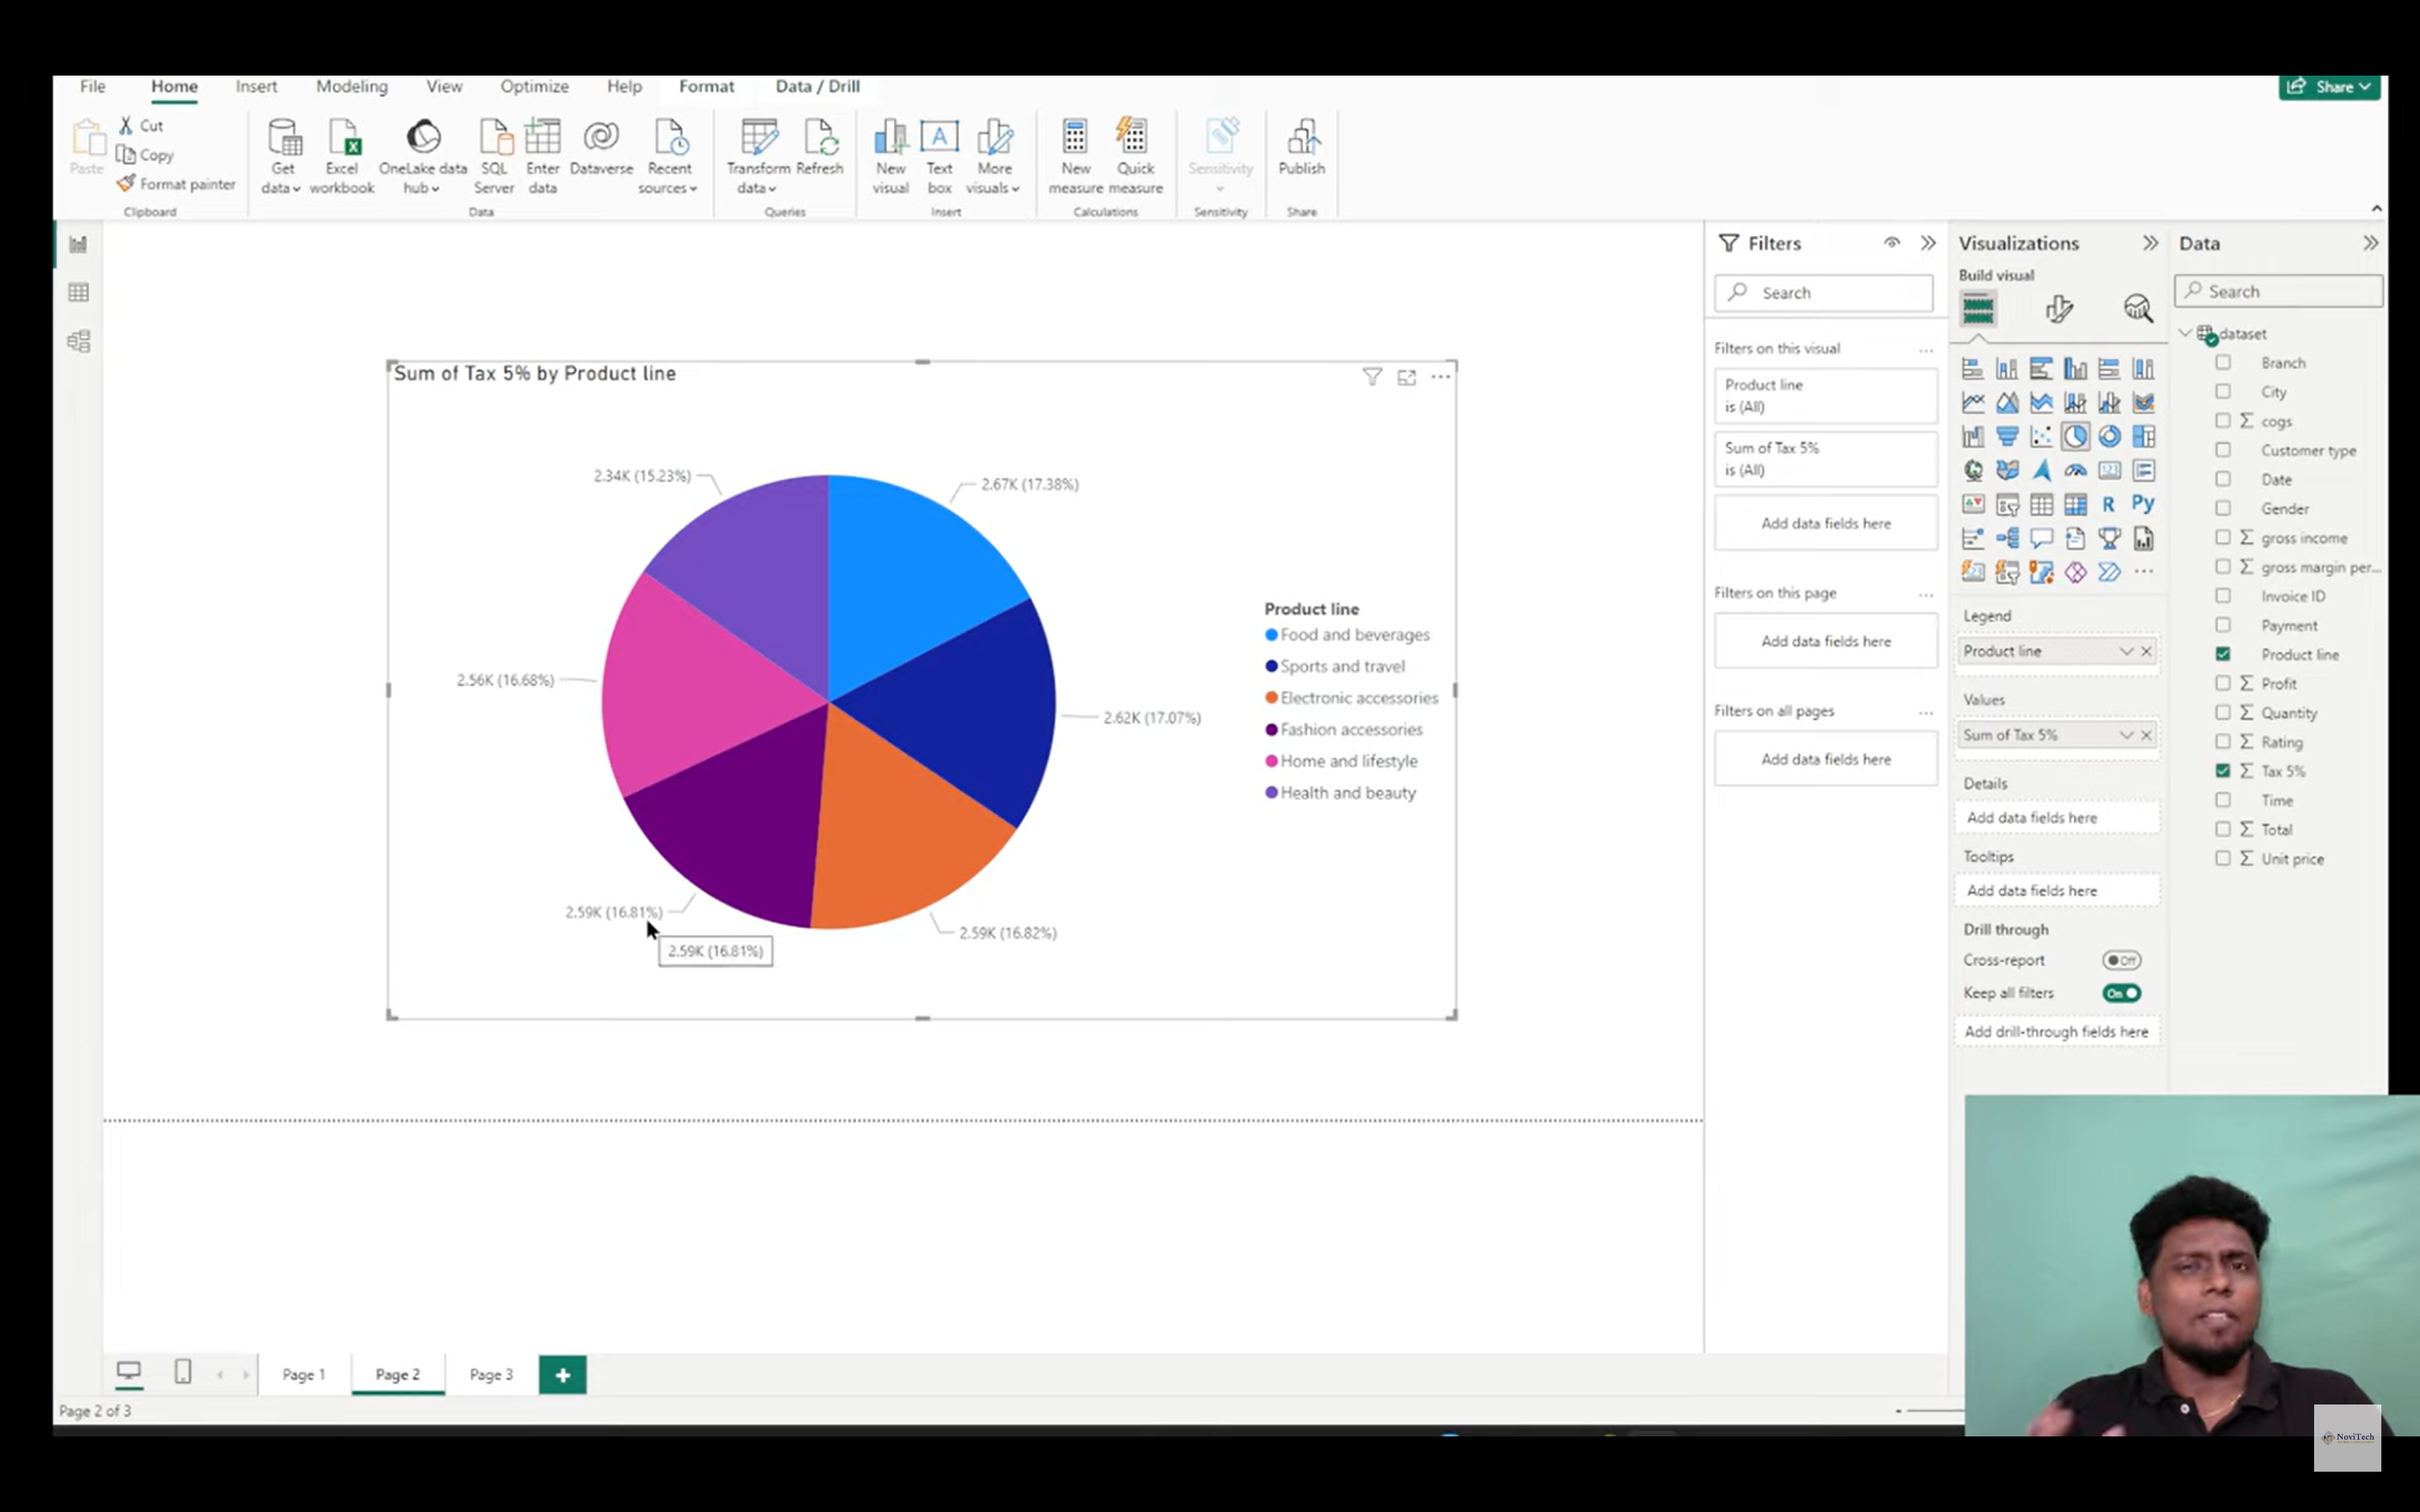 File Home Insert Modeling View Optimize Help Format Data / Drill Share
Paste
Cut
Copy
Format painter
Clipboard
Get data
Excel workbook
OneLake data hub
SQL Server
Enter data
Dataverse
Recent sources
Data
Transform data
Refresh
Queries
New visual
Text box
More visuals
Insert
New measure
Quick measure
Calculations
Sensitivity
Sensitivity
Publish
Share
Sum of Tax 5% by Product line
2.34K (15.23%)
2.67K (17.38%)
2.56K (16.68%)
2.62K (17.07%)
2.59K (16.81%)
2.59K (16.81%)
2.59K (16.82%)
Product line
Food and beverages
Sports and travel
Electronic accessories
Fashion accessories
Home and lifestyle
Health and beauty
Filters
Search
Filters on this visual
Product line
is (All)
Sum of Tax 5%
is (All)
Add data fields here
Filters on this page
Add data fields here
Filters on all pages
Add data fields here
Visualizations
Build visual
R Py
123
Legend
Product line
Values
Sum of Tax 5%
Details
Add data fields here
Tooltips
Add data fields here
Drill through
Cross-report Off
Keep all filters On
Add drill-through fields here
Data
Search
dataset
Branch
City
Σ cogs
Customer type
Date
Gender
Σ gross income
Σ gross margin per...
Invoice ID
Payment
Product line
Σ Profit
Σ Quantity
Σ Rating
Σ Tax 5%
Time
Σ Total
Σ Unit price
Page 1 Page 2 Page 3 +
Page 2 of 3
NoviTech